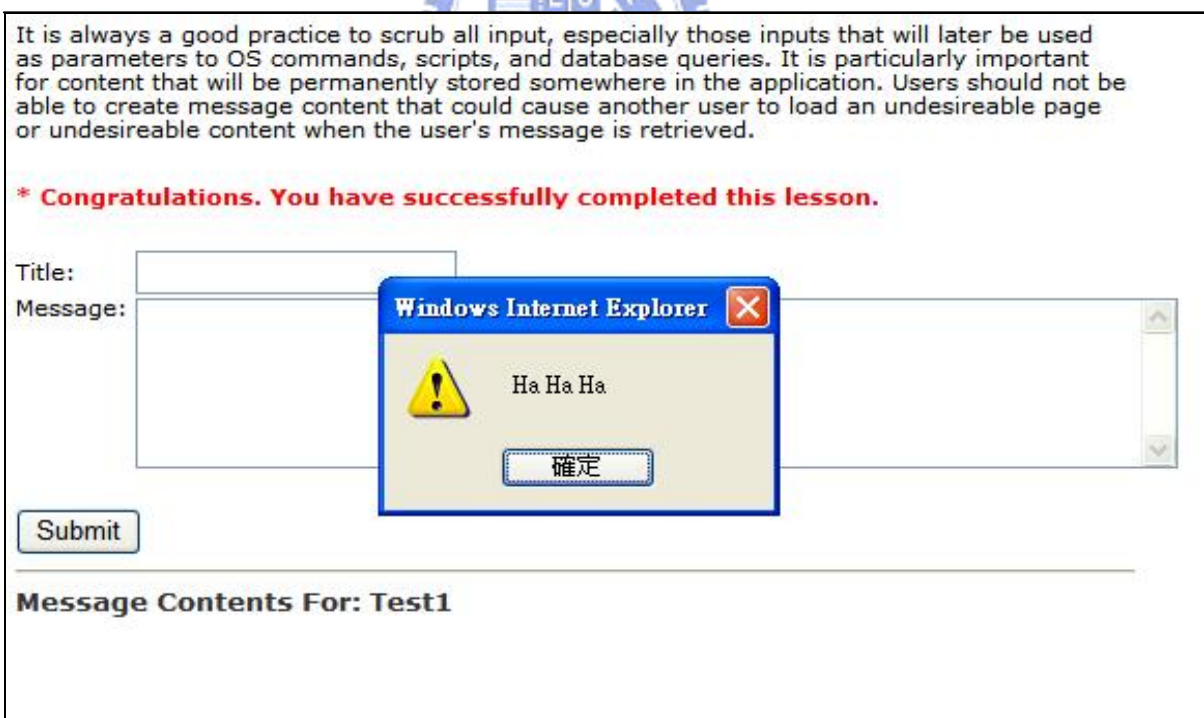 It is always a good practice to scrub all input, especially those inputs that will later be used
as parameters to OS commands, scripts, and database queries. It is particularly important
for content that will be permanently stored somewhere in the application. Users should not be
able to create message content that could cause another user to load an undesireable page
or undesireable content when the user's message is retrieved.
* Congratulations. You have successfully completed this lesson.
Title:
Message:
Windows Internet Explorer
Ha Ha Ha
確定
Submit
Message Contents For: Test1